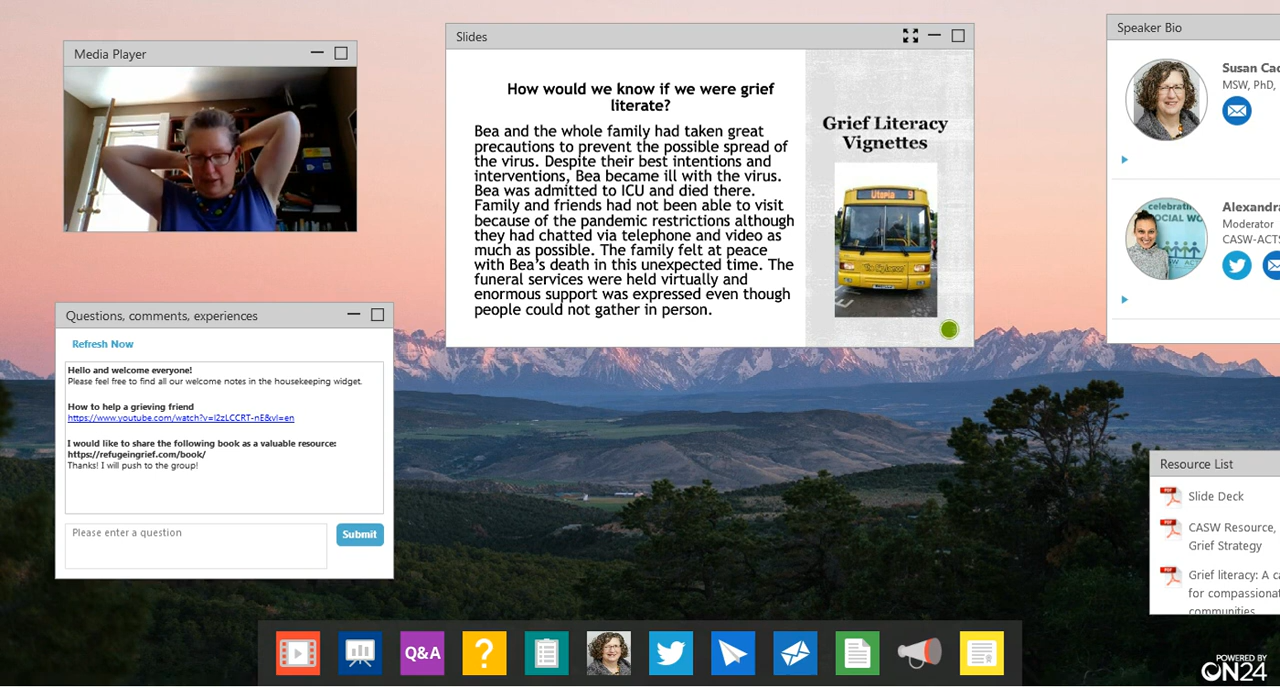 Media Player
Slides
Speaker Bio
How would we know if we were grief
literate?
Bea and the whole family had taken great
precautions to prevent the possible spread of
the virus. Despite their best intentions and
interventions, Bea became ill with the virus.
Bea was admitted to ICU and died there.
Family and friends had not been able to visit
because of the pandemic restrictions although
they had chatted via telephone and video as
much as possible. The family felt at peace
with Bea's death in this unexpected time. The
funeral services were held virtually and
enormous support was expressed even though
people could not gather in person.
Grief Literacy
Vignettes
Utopia 9
Susan Cad
MSW, PhD,
celebratin
OCIAL WO
Alexandra
Moderator
CASW-ACTS
Questions, comments, experiences
Refresh Now
Hello and welcome everyone!
Please feel free to find all our welcome notes in the housekeeping widget.
How to help a grieving friend
https://www.youtube.com/watch?v=l2zLCCRT-nE&vl=en
I would like to share the following book as a valuable resource:
https://refugeingrief.com/book/
Thanks! I will push to the group!
Please enter a question
Submit
Resource List
Slide Deck
CASW Resource,
Grief Strategy
Grief literacy: A ca
for compassionat
communities
Q&A
?
POWERED BY
ON24